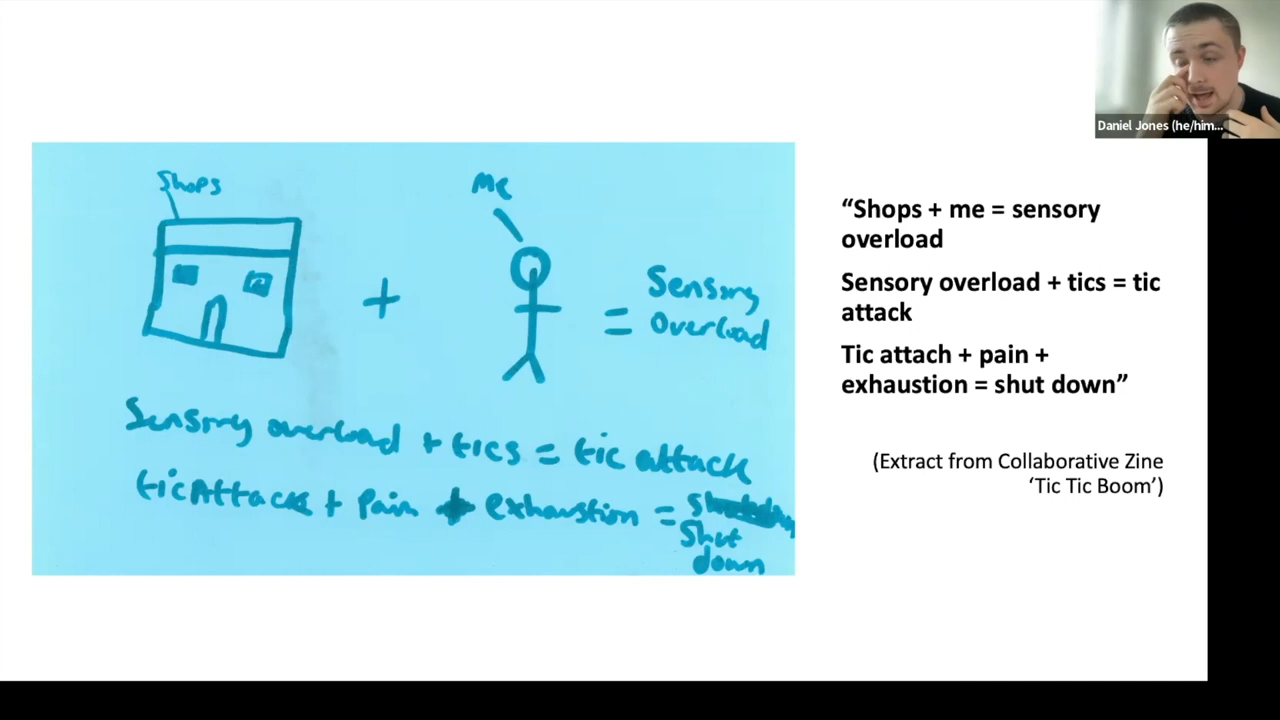 Daniel Jones (he/him...
Shops
Me
+
= Sensory
Overload
Sensory overload + tics = tic attack
tic Attack + Pain + exhaustion =
Shut
down
“Shops + me = sensory
overload
Sensory overload + tics = tic
attack
Tic attach + pain +
exhaustion = shut down”
(Extract from Collaborative Zine
‘Tic Tic Boom’)